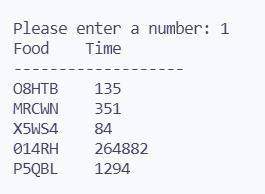 Please enter a number: 1
Food    Time
-------------------
O8HTB    135
MRCWN    351
X5WS4    84
014RH    264882
P5QBL    1294